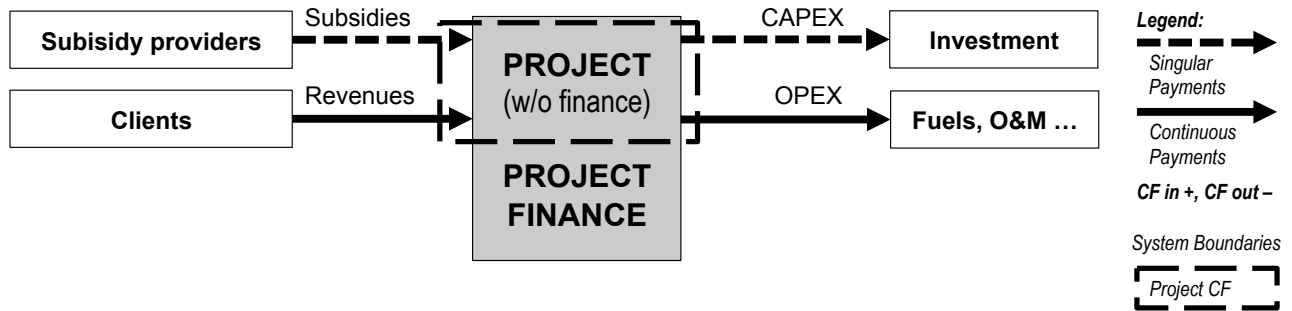 Subsidies
CAPEX
Subisidy providers
PROJECT
(w/o finance)
Investment
Revenues
OPEX
Clients
Fuels, O&M …
PROJECT
FINANCE
Legend:
Singular
Payments
Continuous
Payments
CF in +, CF out –
System Boundaries
Project CF